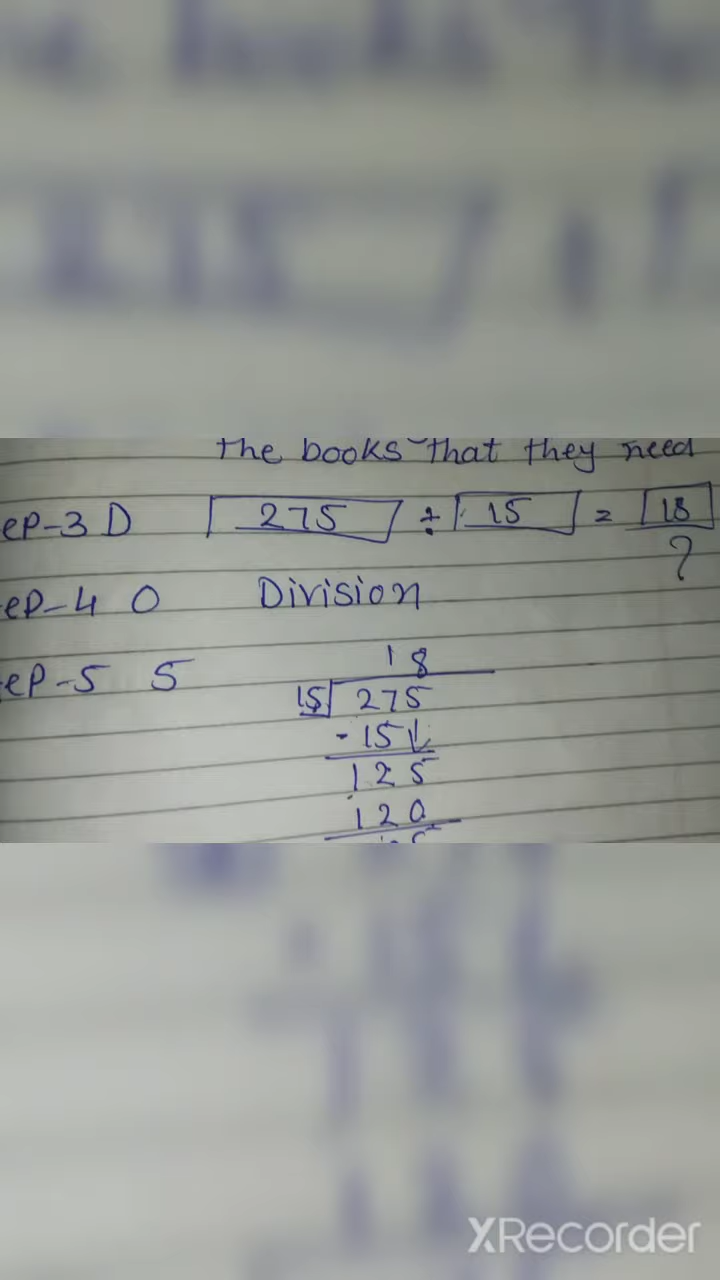 the books that they need
eP-3 D 275 ÷ 15 = 18
?
eP-4 O Division
eP-5 5 18
15 275
- 15 ↓
125
120
XRecorder